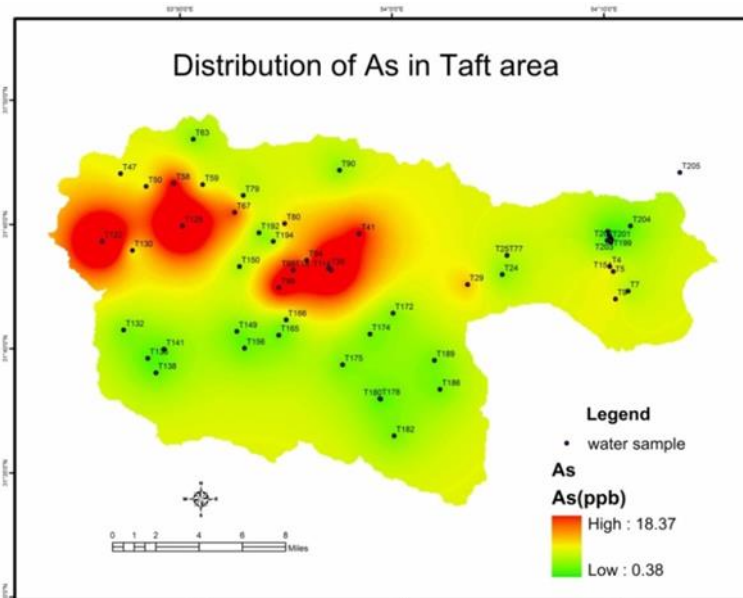 54°0'0"E
Distribution of As in Taft area
T63
T47
T50
T58
T59
T90
T205
T79
T67
T80
T192
T194
T41
T204
T201
T199
T203
T130
T150
T25T77
T24
T29
T4
T5
T7
T172
T166
T165
T174
T132
T149
T156
T141
T138
T175
T189
T186
T180T178
T182
Legend
water sample
As
As(ppb)
High : 18.37
Low : 0.38
0 1 2 4 6 8
Miles